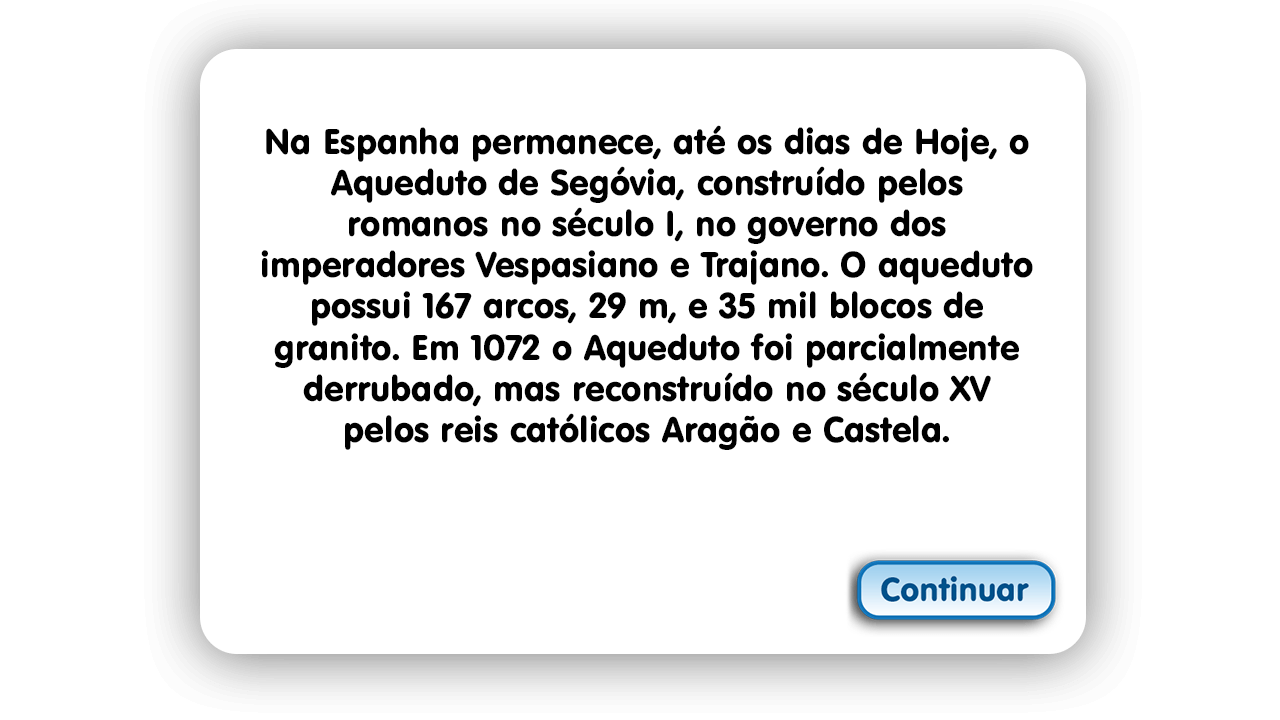 Na Espanha permanece, até os dias de Hoje, o
Aqueduto de Segóvia, construído pelos
romanos no século I, no governo dos
imperadores Vespasiano e Trajano. O aqueduto
possui 167 arcos, 29 m, e 35 mil blocos de
granito. Em 1072 o Aqueduto foi parcialmente
derrubado, mas reconstruído no século XV
pelos reis católicos Aragão e Castela.
Continuar